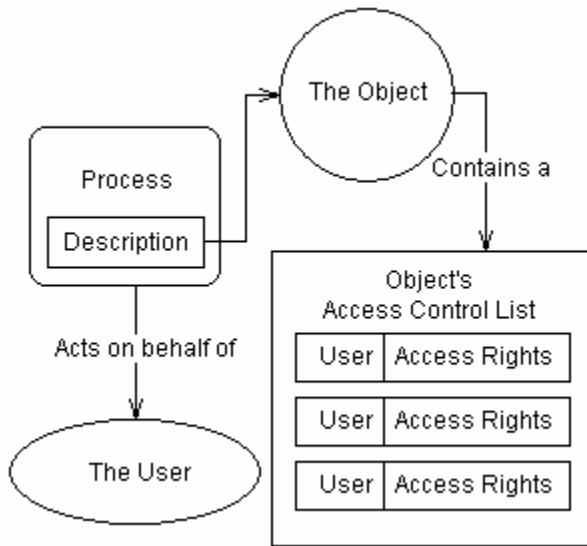 The Object
Process
Description
Contains a
Acts on behalf of
The User
Object's
Access Control List
User Access Rights
User Access Rights
User Access Rights